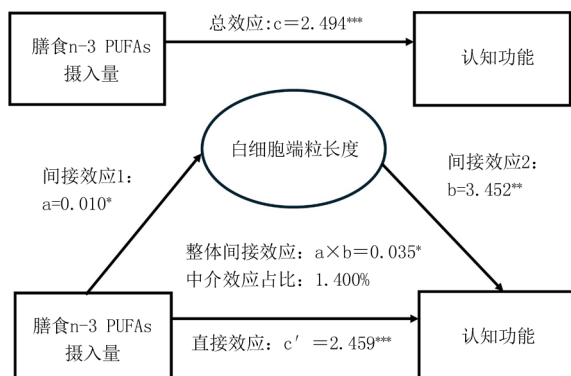 总效应:c＝2.494***
膳食n-3 PUFAs
摄入量
认知功能
白细胞端粒长度
间接效应1：
a=0.010*
间接效应2：
b=3.452**
整体间接效应：a×b＝0.035*
中介效应占比：1.400%
膳食n-3 PUFAs
摄入量
直接效应：c′＝2.459***
认知功能